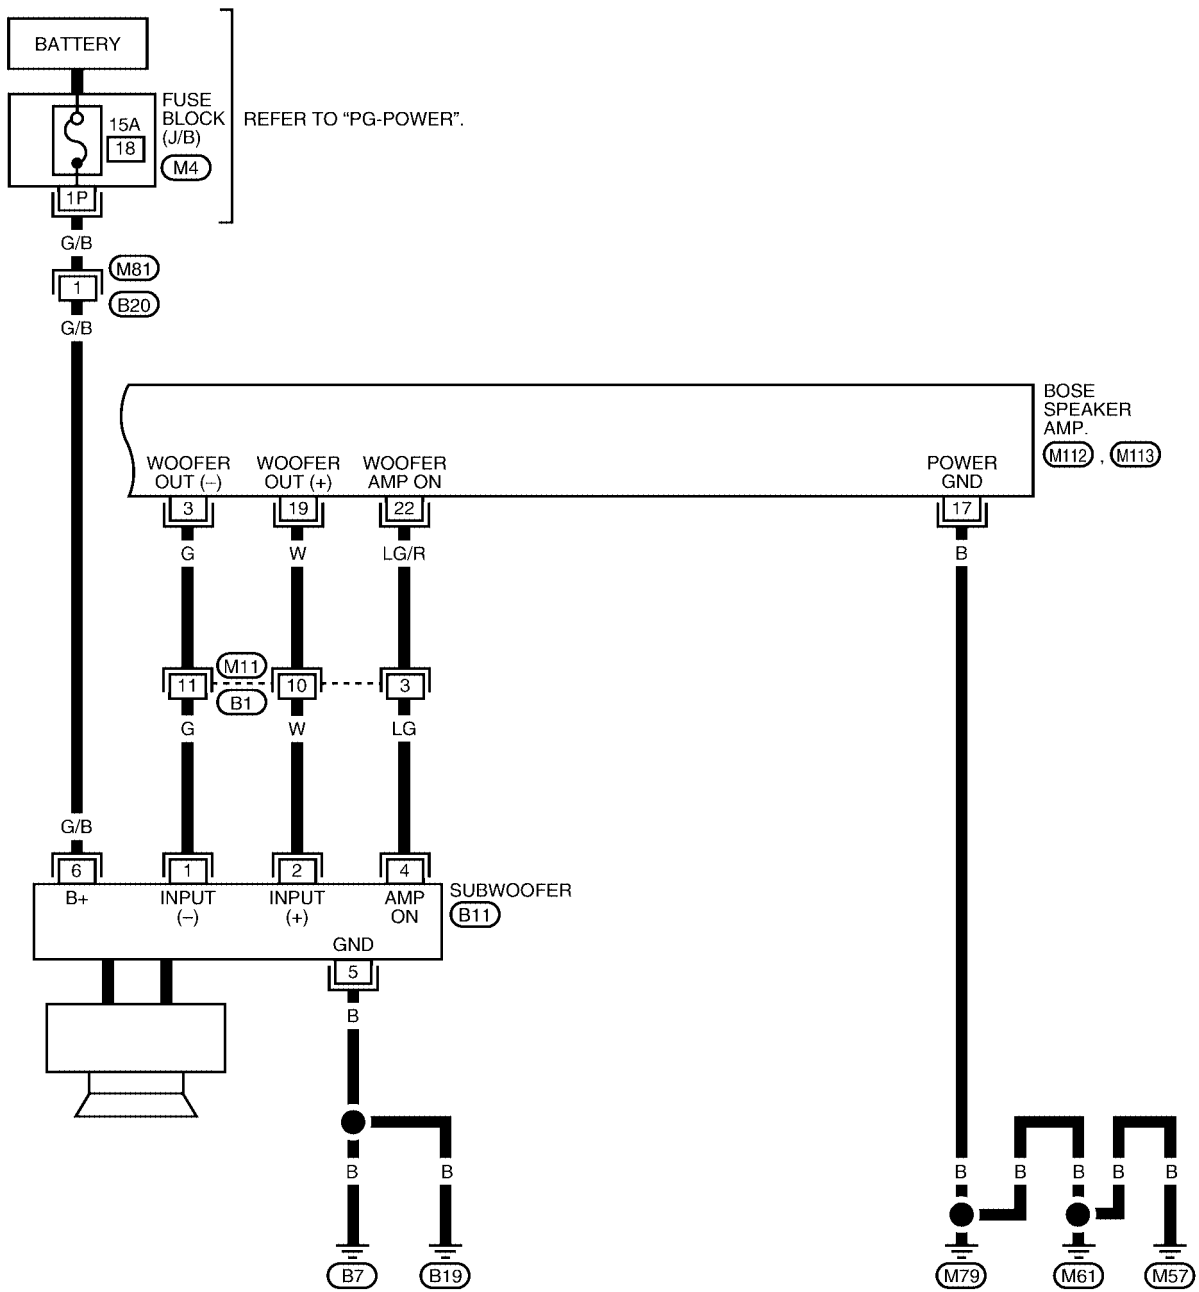 BATTERY
FUSE
BLOCK
(J/B)
15A
18
M4
REFER TO “PG-POWER”.
1P
G/B
M81
1
B20
G/B
BOSE
SPEAKER
AMP.
M112 , M113
WOOFER
OUT (–)
WOOFER
OUT (+)
WOOFER
AMP ON
POWER
GND
3 19 22 17
G W LG/R B
M11
11 10 3
B1
G W LG
G/B
6 1 2 4
B+
INPUT
(–)
INPUT
(+)
AMP
ON
SUBWOOFER
B11
GND
5
B
B B B B B B B
B7 B19 M79 M61 M57